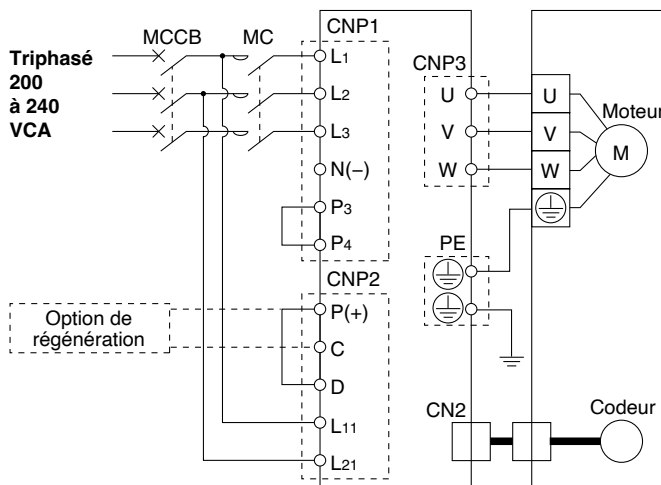 MCCB MC CNP1
Triphasé
200
à 240
VCA
L1
L2
L3
N(−)
P3
P4
CNP2
Option de
régénération
P(+)
C
D
L11
L21
CNP3
U
V
W
PE
CN2
U
V
W
Moteur
M
Codeur